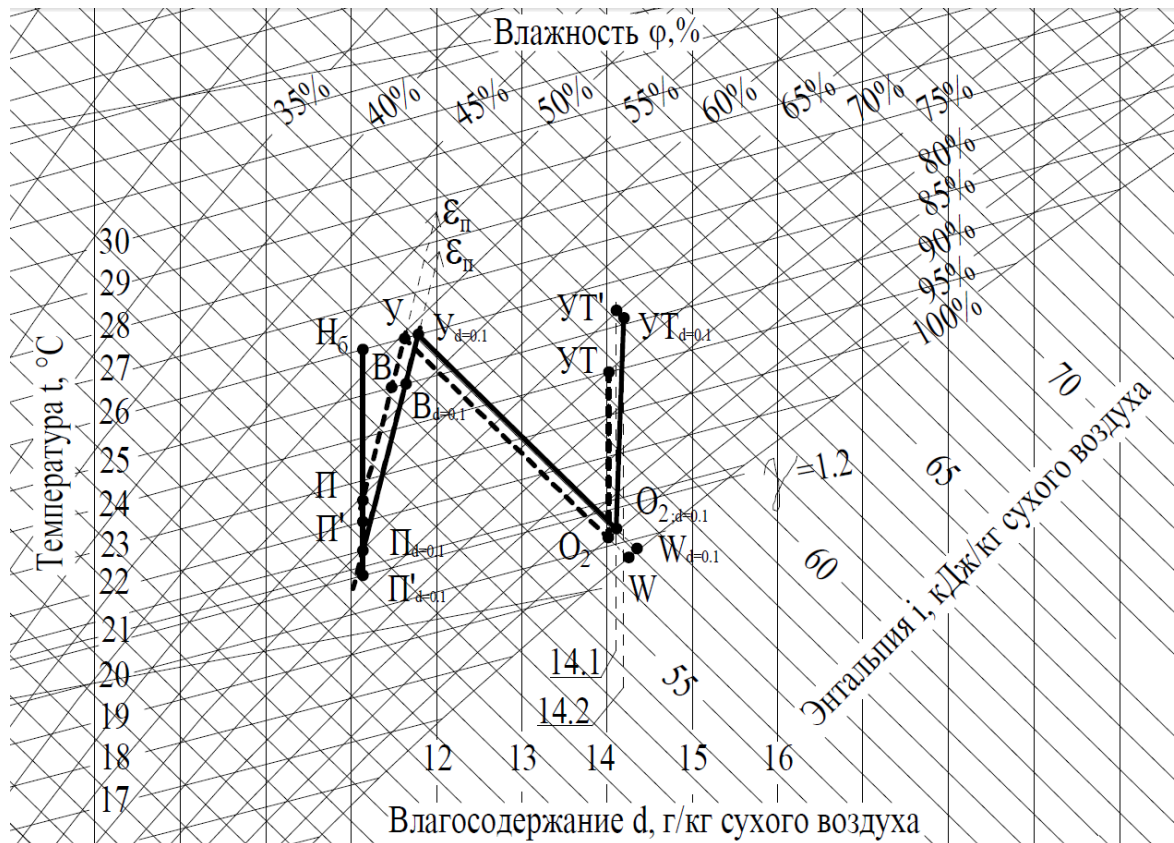 Влажность φ,%
35%
40%
45%
50%
55%
60%
65%
70%
75%
80%
85%
90%
95%
100%
εп
εп
30
29
28
27
26
25
24
23
22
21
20
19
18
17
Температура t, °C
Нб
У
Уd=0.1
В
Вd=0.1
П
П'
Пd=0.1
П'd=0.1
УТ'
УТd=0.1
УТ
O2
O2;d=0.1
W
Wd=0.1
γ=1.2
14.1
14.2
70
65
60
55
Энтальпия i, кДж/кг сухого воздуха
12
13
14
15
16
Влагосодержание d, г/кг сухого воздуха